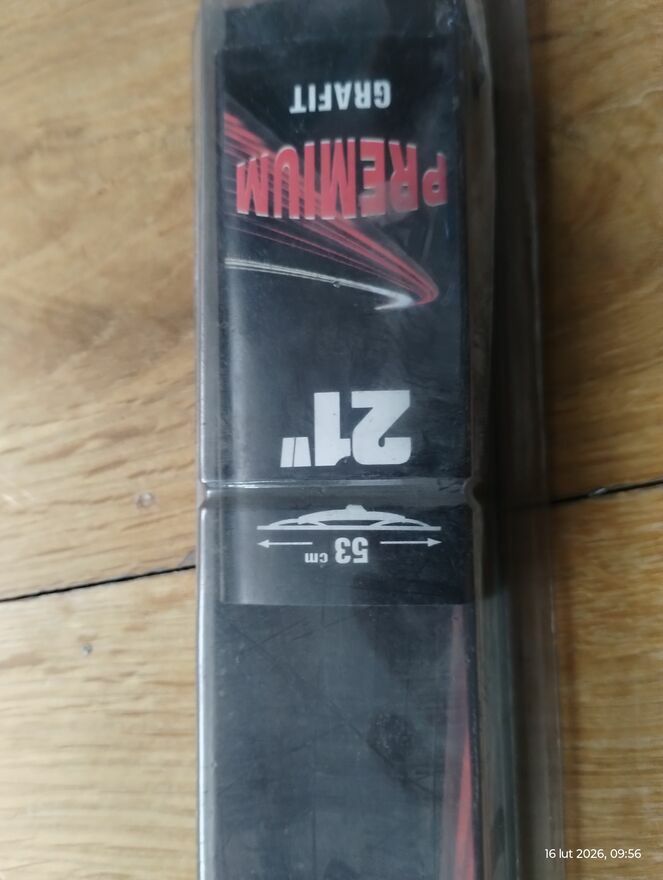 GRAFIT
PREMIUM
21"
53 cm
16 lut 2026, 09:56